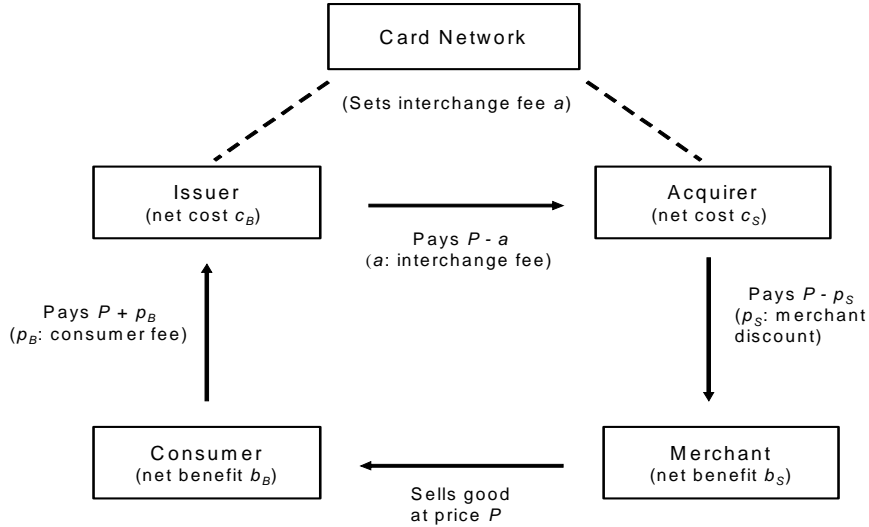 Card Network
(Sets interchange fee a)
Issuer
(net cost c_B)
Acquirer
(net cost c_S)
Pays P - a
(a: interchange fee)
Pays P + p_B
(p_B: consumer fee)
Pays P - p_S
(p_S: merchant
discount)
Consumer
(net benefit b_B)
Merchant
(net benefit b_S)
Sells good
at price P